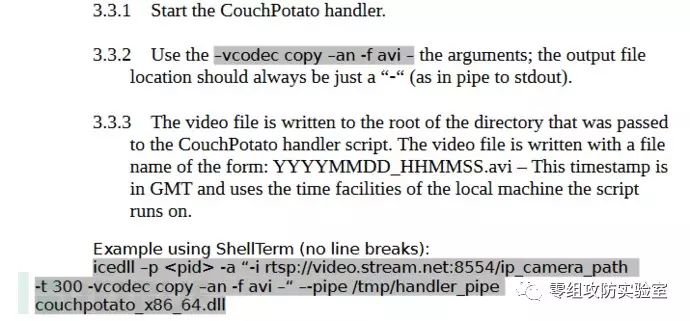 3.3.1 Start the CouchPotato handler.
3.3.2 Use the –vcodec copy –an -f avi – the arguments; the output file
location should always be just a “-“ (as in pipe to stdout).
3.3.3 The video file is written to the root of the directory that was passed
to the CouchPotato handler script. The video file is written with a file
name of the form: YYYYMMDD_HHMMSS.avi – This timestamp is
in GMT and uses the time facilities of the local machine the script
runs on.
Example using ShellTerm (no line breaks):
icedll –p <pid> -a “-i rtsp://video.stream.net:8554/ip_camera_path
-t 300 -vcodec copy –an -f avi –“ --pipe /tmp/handler_pipe
couchpotato_x86_64.dll
零组攻防实验室